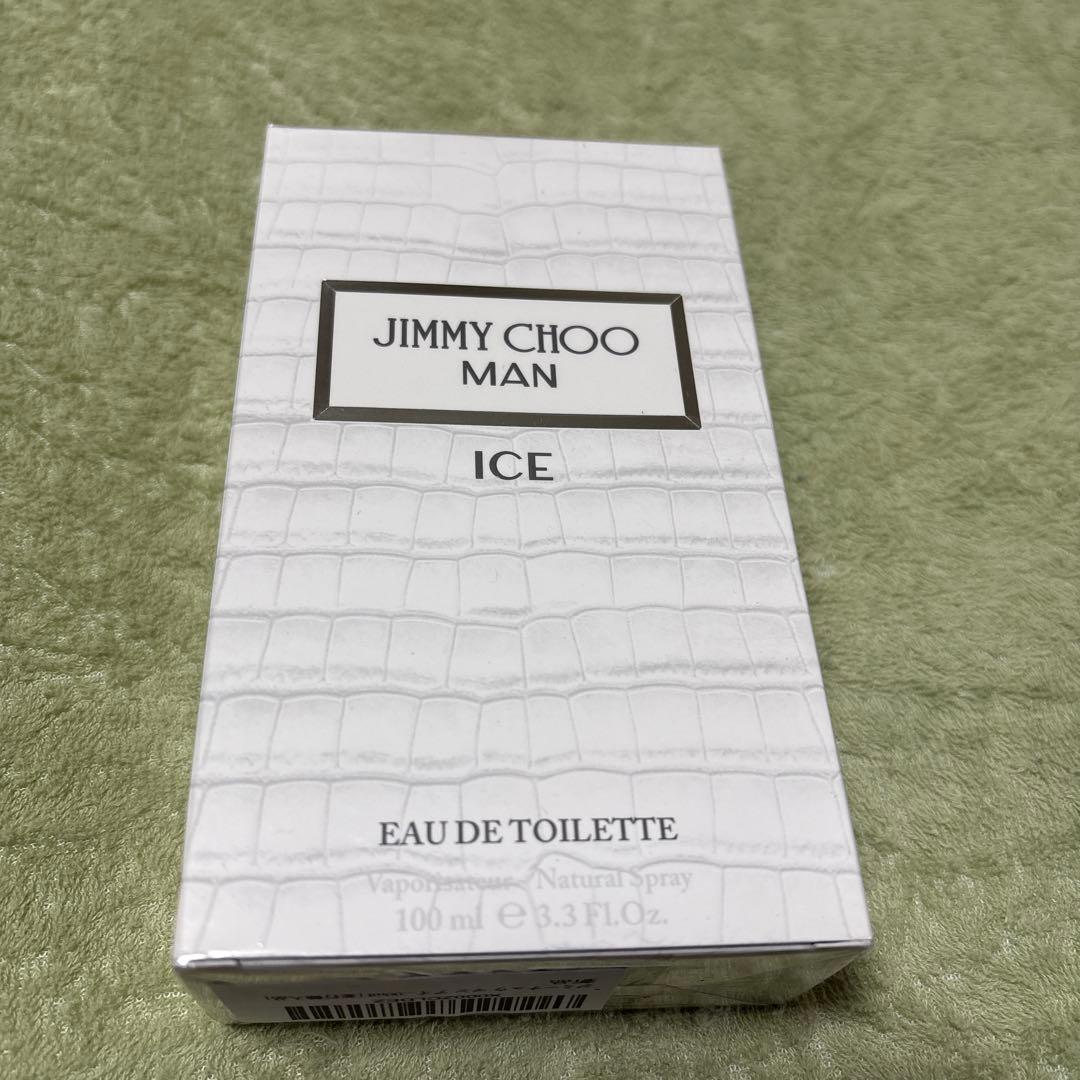 JIMMY CHOO
MAN
ICE
EAU DE TOILETTE
Vaporisateur - Natural Spray
100 ml ℮ 3.3 Fl.Oz.